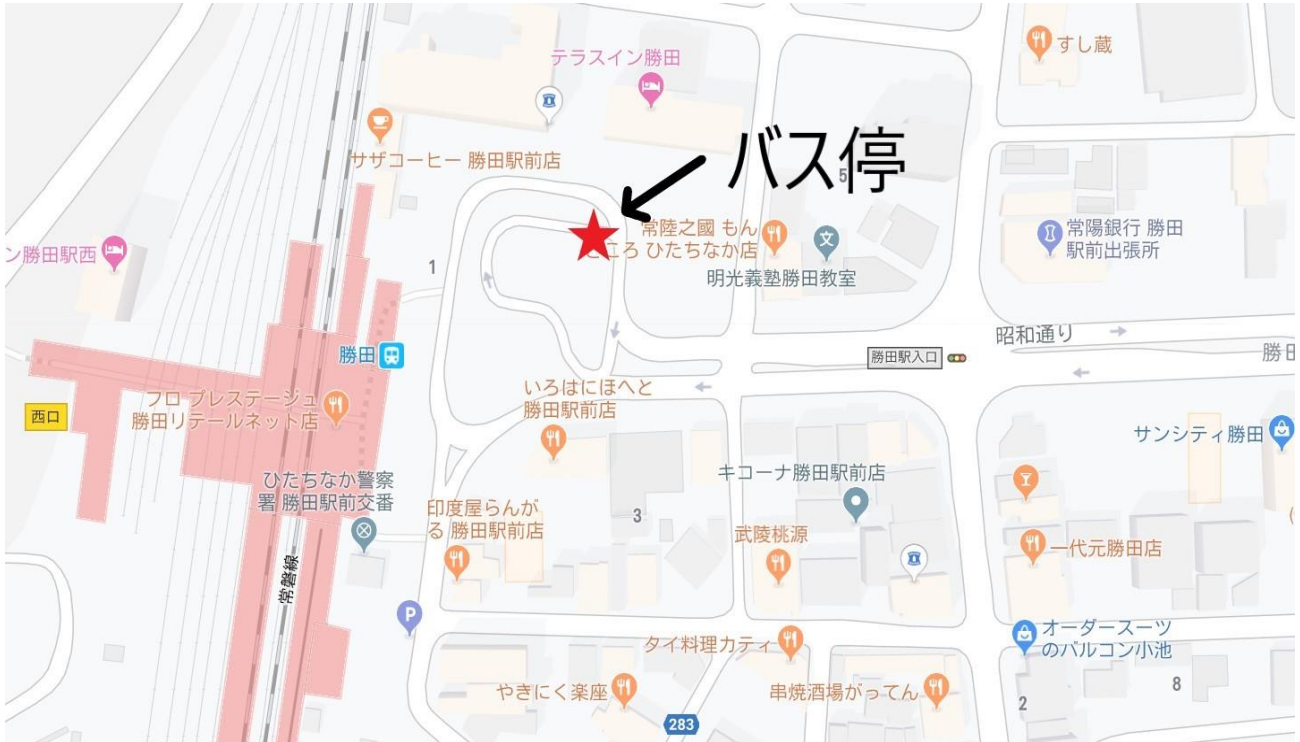 すし蔵
テラスイン勝田
バス停
サザコーヒー 勝田駅前店
5
常陸之國 もん
ころ ひたちなか店
明光義塾勝田教室
常陽銀行 勝田
駅前出張所
ン勝田駅西
1
昭和通り
勝田駅入口
勝田
勝田
フロ プレステージュ
勝田リテールネット店
西口
いろはにほへと
勝田駅前店
サンシティ勝田
ひたちなか警察
署 勝田駅前交番
キコーナ勝田駅前店
印度屋らんが
る 勝田駅前店
3
武陵桃源
一代元勝田店
常磐線
P
タイ料理カティ
オーダースーツ
のバルコン小池
やきにく楽座
串焼酒場がってん
283
2
8